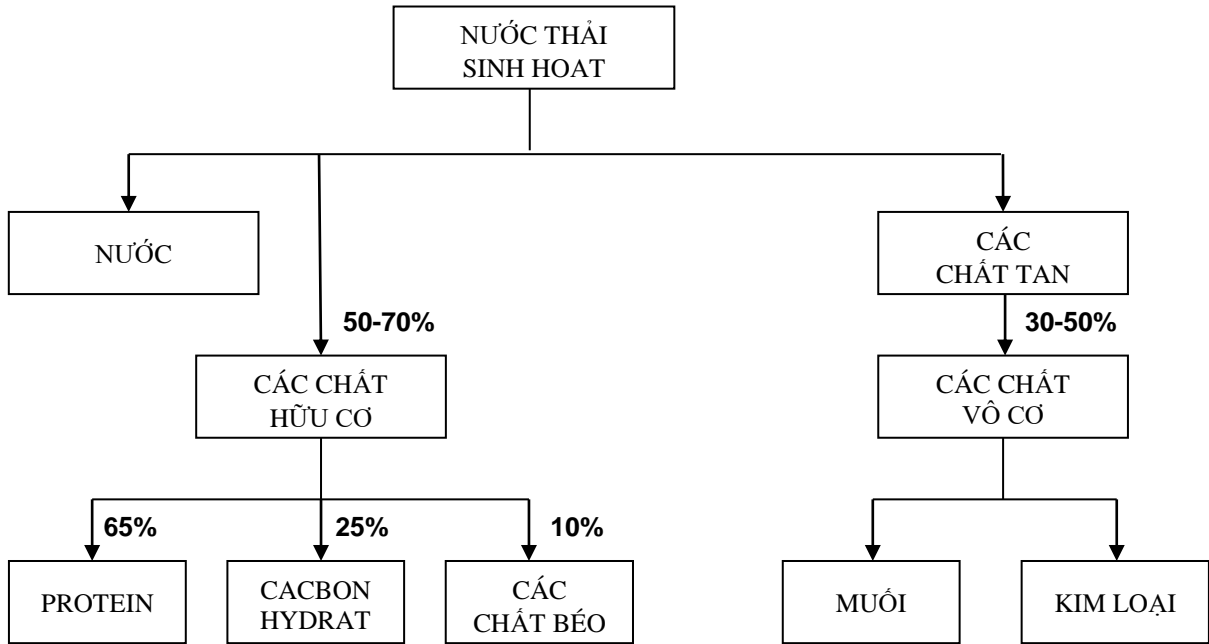 NƯỚC THẢI
SINH HOAT
NƯỚC
CÁC
CHẤT TAN
50-70%
30-50%
CÁC CHẤT
HỮU CƠ
CÁC CHẤT
VÔ CƠ
65%
25%
10%
PROTEIN
CACBON
HYDRAT
CÁC
CHẤT BÉO
MUỐI
KIM LOẠI